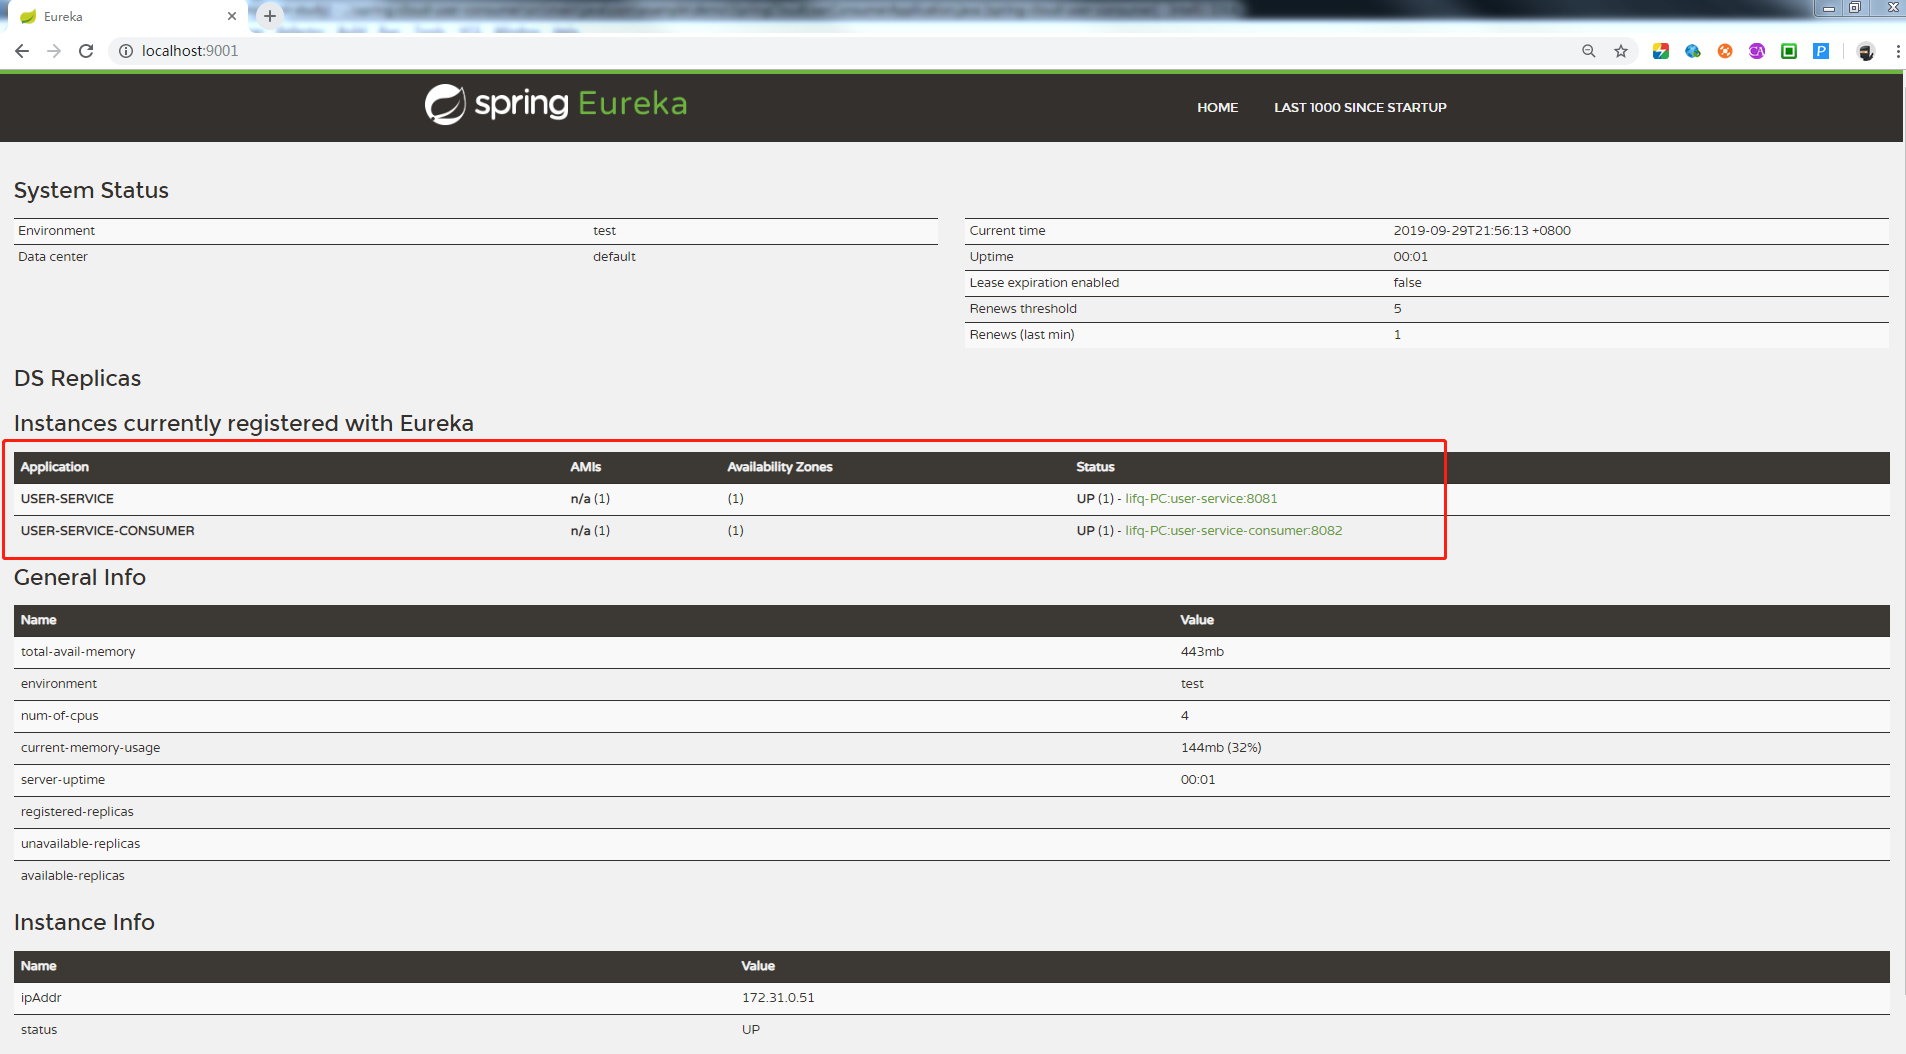 Eureka
localhost:9001
spring Eureka
HOME LAST 1000 SINCE STARTUP
System Status
Environment test
Data center default
Current time 2019-09-29T21:56:13 +0800
Uptime 00:01
Lease expiration enabled false
Renews threshold 5
Renews (last min) 1
DS Replicas
Instances currently registered with Eureka
Application AMIs Availability Zones Status
USER-SERVICE n/a (1) (1) UP (1) - lifq-PC:user-service:8081
USER-SERVICE-CONSUMER n/a (1) (1) UP (1) - lifq-PC:user-service-consumer:8082
General Info
Name Value
total-avail-memory 443mb
environment test
num-of-cpus 4
current-memory-usage 144mb (32%)
server-uptime 00:01
registered-replicas
unavailable-replicas
available-replicas
Instance Info
Name Value
ipAddr 172.31.0.51
status UP